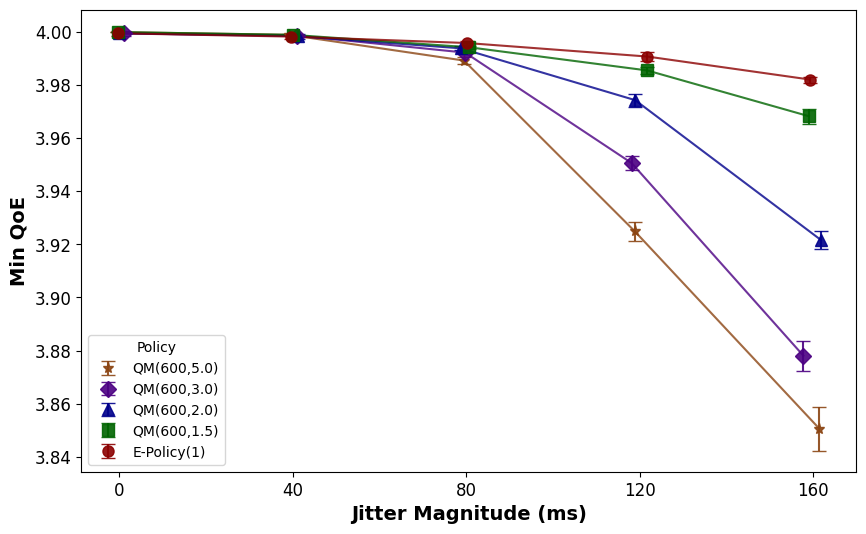 4.00
3.98
3.96
3.94
3.92
3.90
3.88
3.86
3.84
Min QoE
Policy
QM(600,5.0)
QM(600,3.0)
QM(600,2.0)
QM(600,1.5)
E-Policy(1)
0
40
80
120
160
Jitter Magnitude (ms)